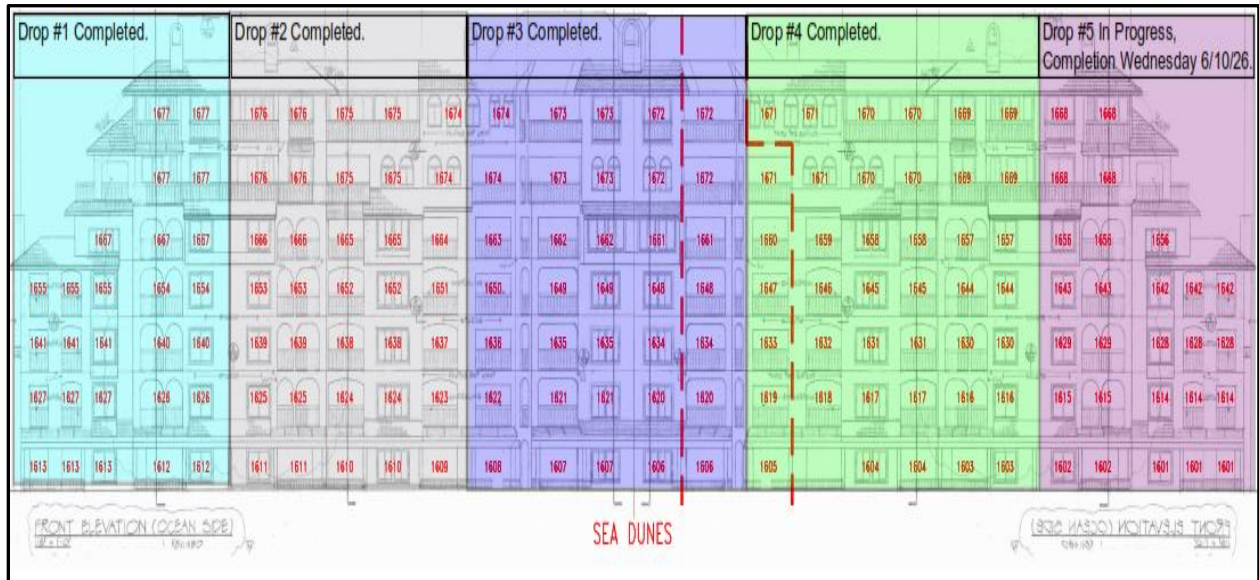 Drop #1 Completed.
Drop #2 Completed.
Drop #3 Completed.
Drop #4 Completed.
Drop #5 In Progress,
Completion Wednesday 6/10/26.
1677 1677 1676 1676 1675 1675 1674 1674 1673 1673 1672 1672 1671 1671 1670 1670 1669 1669 1668 1668
1677 1677 1676 1676 1675 1675 1674 1674 1673 1673 1672 1672 1671 1671 1670 1670 1669 1669 1668 1668
1667 1667 1667 1666 1666 1665 1665 1664 1663 1662 1662 1661 1661 1660 1659 1658 1658 1657 1657 1656 1656 1656
1655 1655 1655 1654 1654 1653 1653 1652 1652 1651 1650 1649 1649 1648 1648 1647 1646 1645 1645 1644 1644 1643 1643 1642 1642 1642
1641 1641 1641 1640 1640 1639 1639 1638 1638 1637 1636 1635 1635 1634 1634 1633 1632 1631 1631 1630 1630 1629 1629 1628 1628 1628
1627 1627 1627 1626 1626 1625 1625 1624 1624 1623 1622 1621 1621 1620 1620 1619 1618 1617 1617 1616 1616 1615 1615 1614 1614 1614
1613 1613 1613 1612 1612 1611 1611 1610 1610 1609 1608 1607 1607 1606 1606 1605 1604 1604 1603 1603 1602 1602 1601 1601 1601
FRONT ELEVATION (OCEAN SIDE)
SEA DUNES
FRONT ELEVATION (OCEAN SIDE)